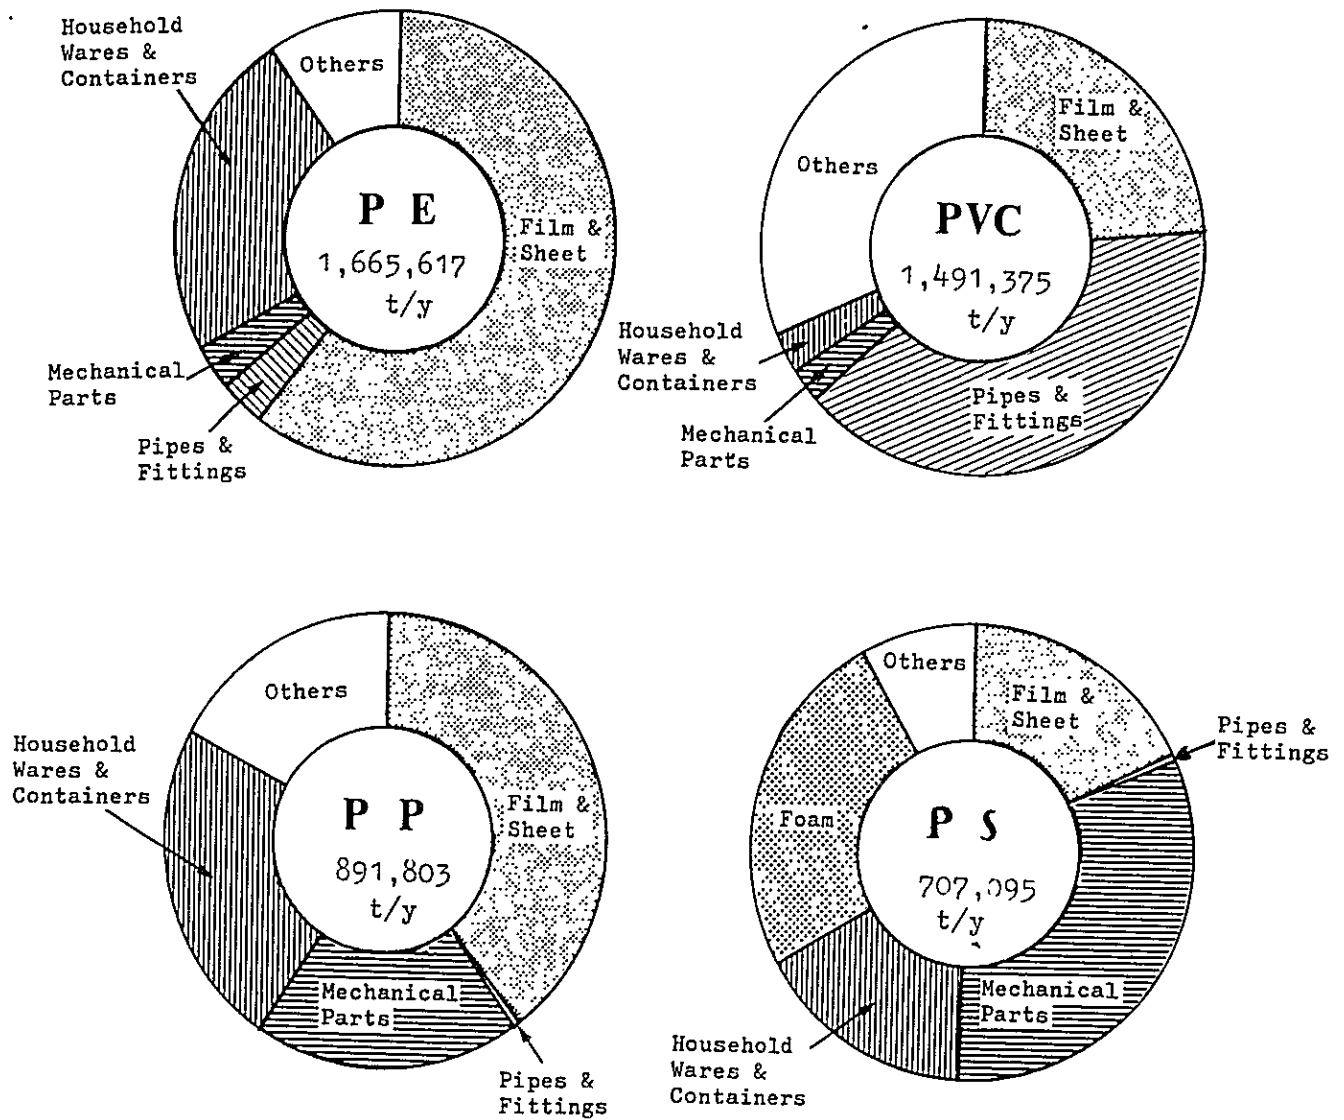 Household
Wares &
Containers
Others
Film &
Sheet
P E
1,665,617
t/y
Mechanical
Parts
Pipes &
Fittings
Film &
Sheet
Others
PVC
1,491,375
t/y
Household
Wares &
Containers
Pipes &
Fittings
Mechanical
Parts
Others
Household
Wares &
Containers
Film &
Sheet
P P
891,803
t/y
Mechanical
Parts
Pipes &
Fittings
Others
Film &
Sheet
Pipes &
Fittings
Foam
P S
707,095
t/y
Mechanical
Parts
Household
Wares &
Containers